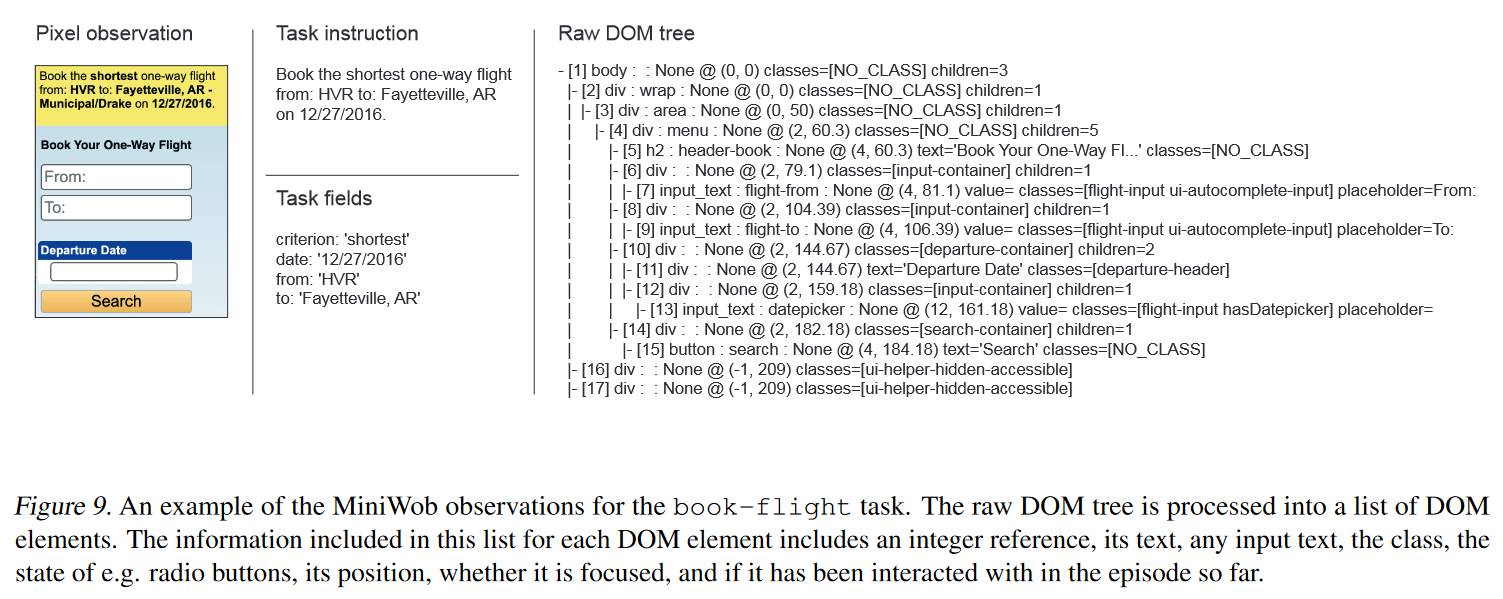 Pixel observation
Book the shortest one-way flight
from: HVR to: Fayetteville, AR -
Municipal/Drake on 12/27/2016.
Book Your One-Way Flight
From:
To:
Departure Date
Search
Task instruction
Book the shortest one-way flight
from: HVR to: Fayetteville, AR
on 12/27/2016.
Task fields
criterion: 'shortest'
date: '12/27/2016'
from: 'HVR'
to: 'Fayetteville, AR'
Raw DOM tree
- [1] body : : None @ (0, 0) classes=[NO_CLASS] children=3
|- [2] div : wrap : None @ (0, 0) classes=[NO_CLASS] children=1
| |- [3] div : area : None @ (0, 50) classes=[NO_CLASS] children=1
| |- [4] div : menu : None @ (2, 60.3) classes=[NO_CLASS] children=5
| |- [5] h2 : header-book : None @ (4, 60.3) text='Book Your One-Way Fl...' classes=[NO_CLASS]
| |- [6] div : : None @ (2, 79.1) classes=[input-container] children=1
| | |- [7] input_text : flight-from : None @ (4, 81.1) value= classes=[flight-input ui-autocomplete-input] placeholder=From:
| |- [8] div : : None @ (2, 104.39) classes=[input-container] children=1
| | |- [9] input_text : flight-to : None @ (4, 106.39) value= classes=[flight-input ui-autocomplete-input] placeholder=To:
| |- [10] div : : None @ (2, 144.67) classes=[departure-container] children=2
| | |- [11] div : : None @ (2, 144.67) text='Departure Date' classes=[departure-header]
| | |- [12] div : : None @ (2, 159.18) classes=[input-container] children=1
| | |- [13] input_text : datepicker : None @ (12, 161.18) value= classes=[flight-input hasDatepicker] placeholder=
| |- [14] div : : None @ (2, 182.18) classes=[search-container] children=1
| |- [15] button : search : None @ (4, 184.18) text='Search' classes=[NO_CLASS]
|- [16] div : : None @ (-1, 209) classes=[ui-helper-hidden-accessible]
|- [17] div : : None @ (-1, 209) classes=[ui-helper-hidden-accessible]
Figure 9. An example of the MiniWob observations for the book-flight task. The raw DOM tree is processed into a list of DOM
elements. The information included in this list for each DOM element includes an integer reference, its text, any input text, the class, the
state of e.g. radio buttons, its position, whether it is focused, and if it has been interacted with in the episode so far.